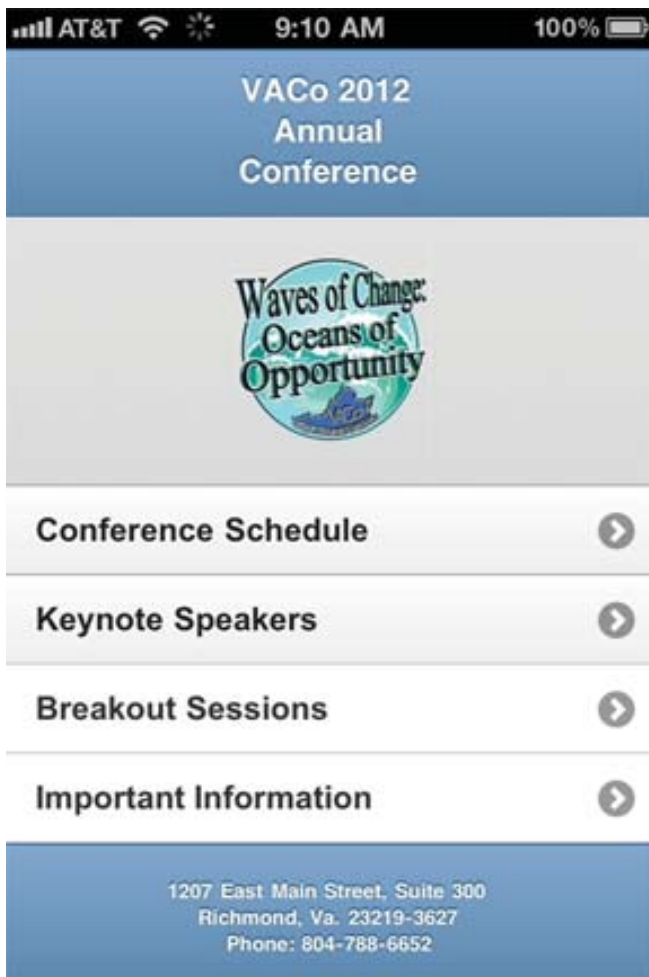 AT&T 9:10 AM 100%
VACo 2012
Annual
Conference
Waves of Change:
Oceans of
Opportunity
VACo
Conference Schedule
Keynote Speakers
Breakout Sessions
Important Information
1207 East Main Street, Suite 300
Richmond, Va. 23219-3627
Phone: 804-788-6652